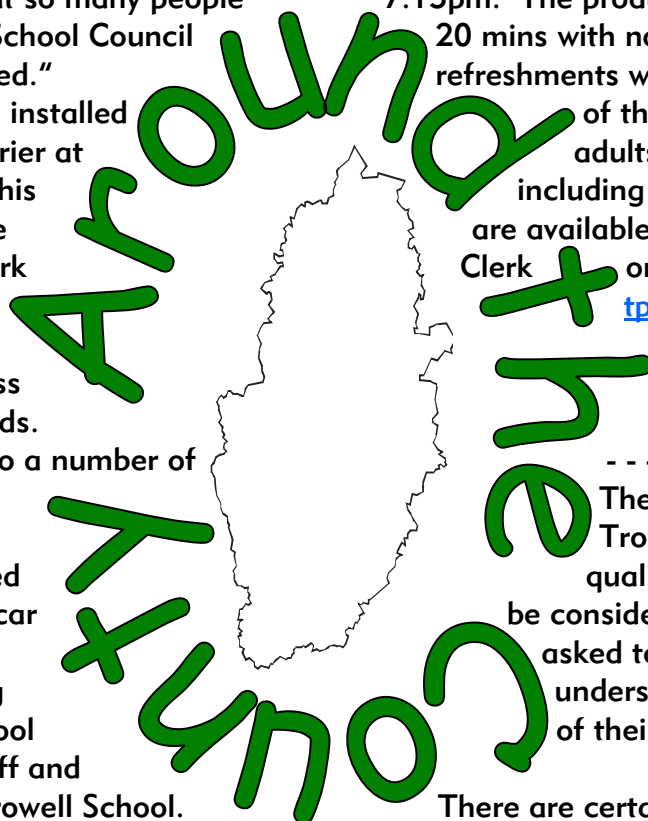 so many people
School Council
ed.“
installed
rier at
his
e
rk
ss
ds.
o a number of
ed
car
g
ool
ff and
rowell School.
Around the County
7:15pm. The produ
20 mins with no
refreshments w
of th
adults
including
are available
Clerk or
tp
- - -
The
Tro
qual
be conside
asked to
unders
of thei
There are certa